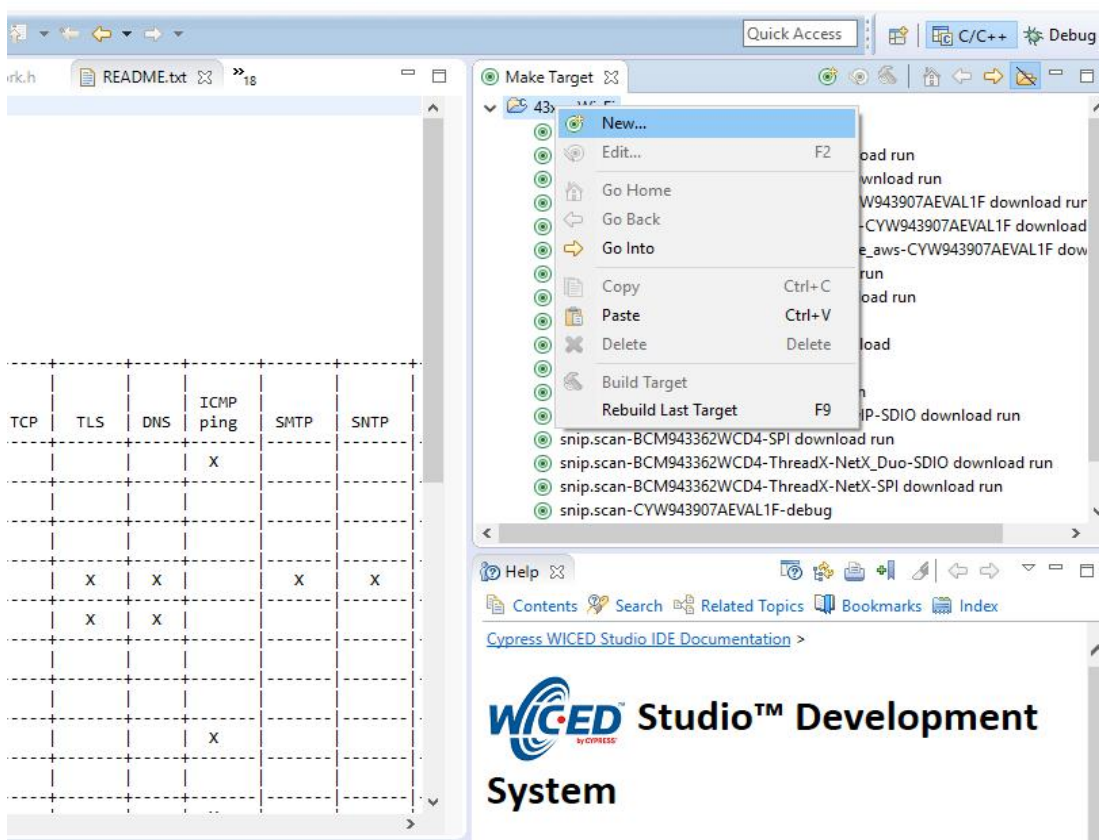 Quick Access
C/C++
Debug
rk.h
README.txt
18
ICMP
TCP | TLS | DNS | ping | SMTP | SNTP
X
X X X X
X X
X
Make Target
New...
Edit... F2
Go Home
Go Back
Go Into
Copy Ctrl+C
Paste Ctrl+V
Delete Delete
Build Target
Rebuild Last Target F9
oad run
wnload run
W943907AEVAL1F download rur
-CYW943907AEVAL1F download
e_aws-CYW943907AEVAL1F dow
run
oad run
load
IP-SDIO download run
snip.scan-BCM943362WCD4-SPI download run
snip.scan-BCM943362WCD4-ThreadX-NetX_Duo-SDIO download run
snip.scan-BCM943362WCD4-ThreadX-NetX-SPI download run
snip.scan-CYW943907AEVAL1F-debug
Help
Contents Search Related Topics Bookmarks Index
Cypress WICED Studio IDE Documentation >
WICED™ Studio™ Development
by CYPRESS
System